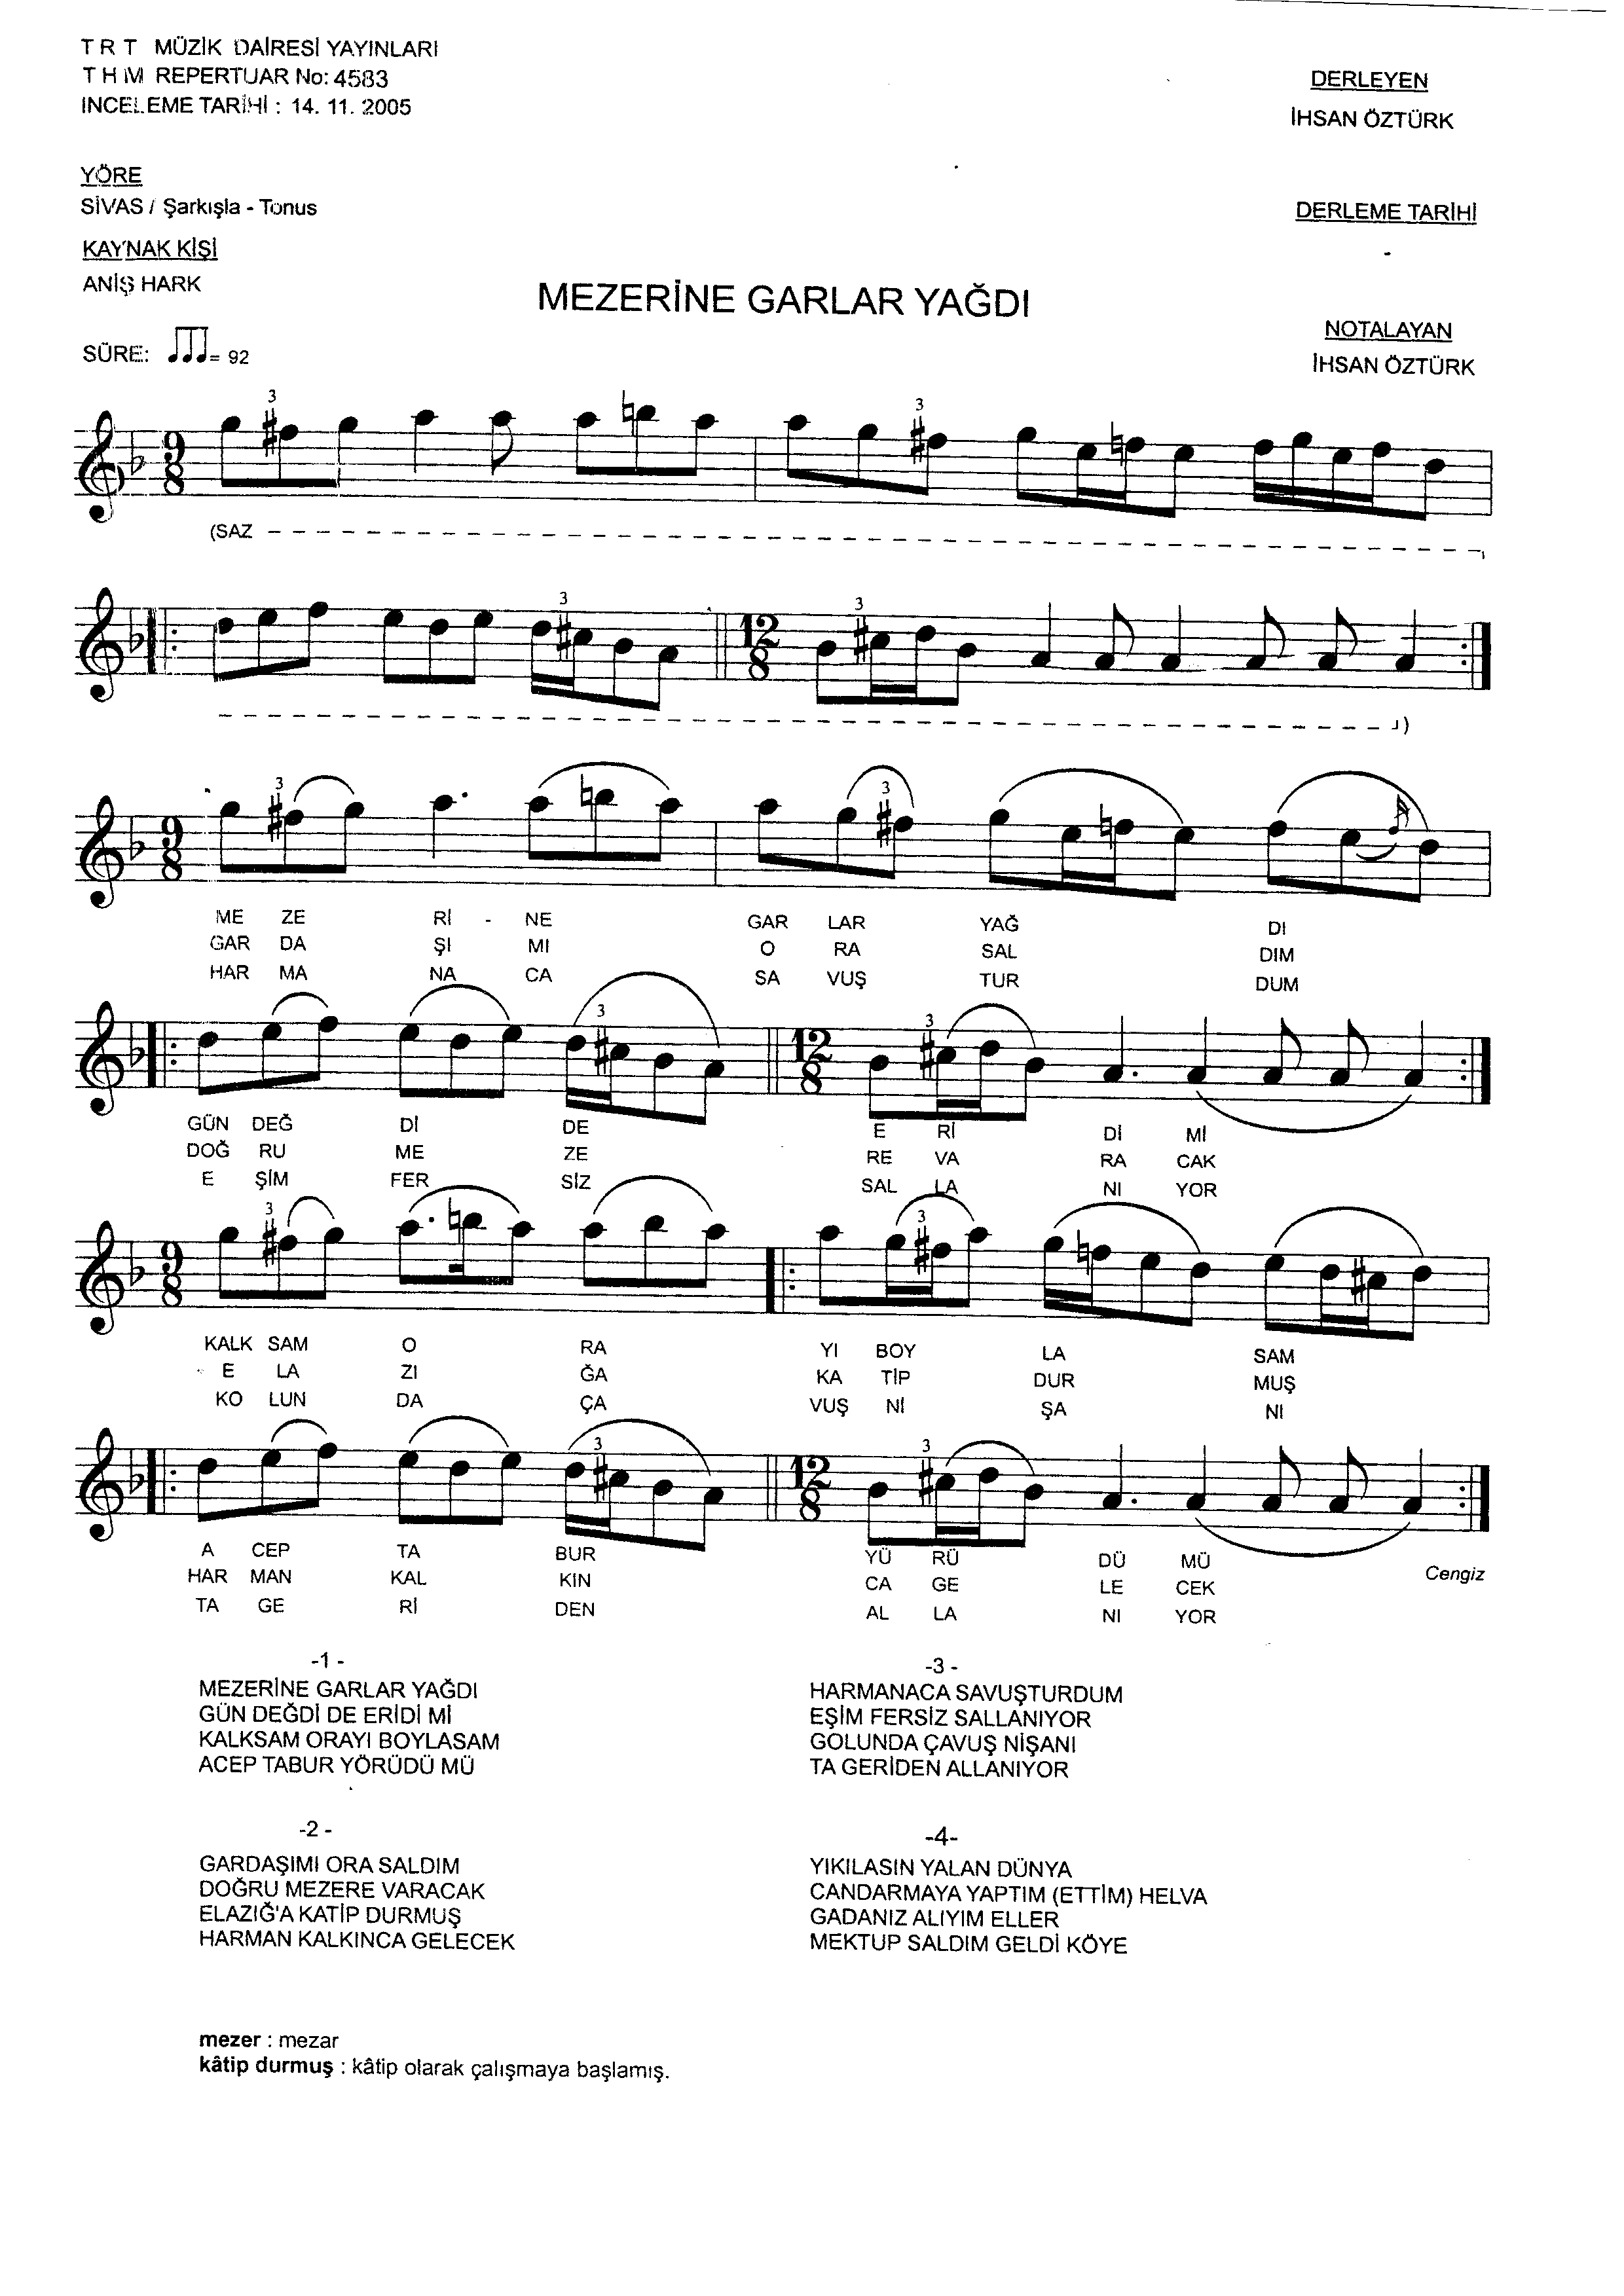 T R T MÜZİK DAİRESİ YAYINLARI
T H M REPERTUAR No: 4583
INCELEME TARİHİ : 14. 11. 2005
DERLEYEN
İHSAN ÖZTÜRK
YÖRE
SİVAS / Şarkışla - Tonus
DERLEME TARİHİ
-
KAYNAK KİŞİ
ANİŞ HARK
MEZERİNE GARLAR YAĞDI
NOTALAYAN
İHSAN ÖZTÜRK
SÜRE: = 92
3 3
9 8
(SAZ
3 12 8 3
)
9 8 3 3
ME ZE Rİ - NE GAR LAR YAĞ DI
GAR DA ŞI MI O RA SAL DIM
HAR MA NA CA SA VUŞ TUR DUM
3 12 8 3
GÜN DEĞ Dİ DE E Rİ Dİ Mİ
DOĞ RU ME ZE RE VA RA CAK
E ŞİM FER SİZ SAL LA NI YOR
9 8 3 3
KALK SAM O RA YI BOY LA SAM
E LA ZI ĞA KA TİP DUR MUŞ
KO LUN DA ÇA VUŞ Nİ ŞA NI
3 12 8 3
A CEP TA BUR YÜ RÜ DÜ MÜ
HAR MAN KAL KIN CA GE LE CEK
TA GE Rİ DEN AL LA NI YOR
Cengiz
-1 -
MEZERİNE GARLAR YAĞDI
GÜN DEĞDİ DE ERİDİ Mİ
KALKSAM ORAYI BOYLASAM
ACEP TABUR YÖRÜDÜ MÜ
-2 -
GARDAŞIMI ORA SALDIM
DOĞRU MEZERE VARACAK
ELAZIĞ'A KATİP DURMUŞ
HARMAN KALKINCA GELECEK
-3 -
HARMANACA SAVUŞTURDUM
EŞİM FERSİZ SALLANIYOR
GOLUNDA ÇAVUŞ NİŞANI
TA GERİDEN ALLANIYOR
-4-
YIKILASIN YALAN DÜNYA
CANDARMAYA YAPTIM (ETTİM) HELVA
GADANIZ ALIYIM ELLER
MEKTUP SALDIM GELDİ KÖYE
mezer : mezar
kâtip durmuş : kâtip olarak çalışmaya başlamış.